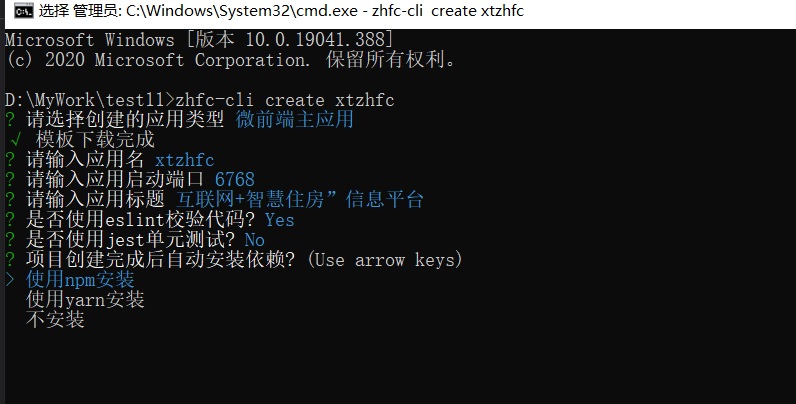 选择 管理员: C:\Windows\System32\cmd.exe - zhfc-cli create xtzhfc
Microsoft Windows [版本 10.0.19041.388]
(c) 2020 Microsoft Corporation. 保留所有权利。
D:\MyWork\test11>zhfc-cli create xtzhfc
? 请选择创建的应用类型 微前端主应用
√ 模板下载完成
? 请输入应用名 xtzhfc
? 请输入应用启动端口 6768
? 请输入应用标题 互联网+智慧住房”信息平台
? 是否使用eslint校验代码? Yes
? 是否使用jest单元测试? No
? 项目创建完成后自动安装依赖? (Use arrow keys)
> 使用npm安装
使用yarn安装
不安装